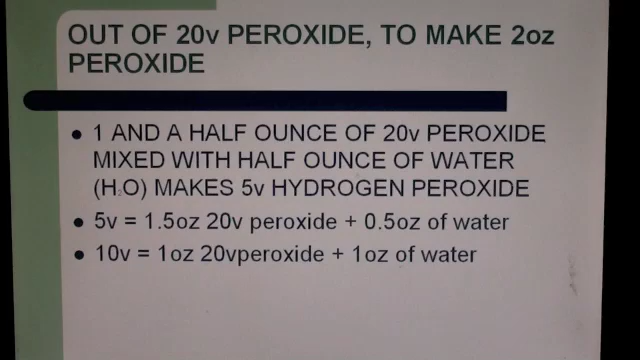 OUT OF 20v PEROXIDE, TO MAKE 2oz
PEROXIDE
• 1 AND A HALF OUNCE OF 20v PEROXIDE
MIXED WITH HALF OUNCE OF WATER
(H2O) MAKES 5v HYDROGEN PEROXIDE
• 5v = 1.5oz 20v peroxide + 0.5oz of water
• 10v = 1oz 20vperoxide + 1oz of water